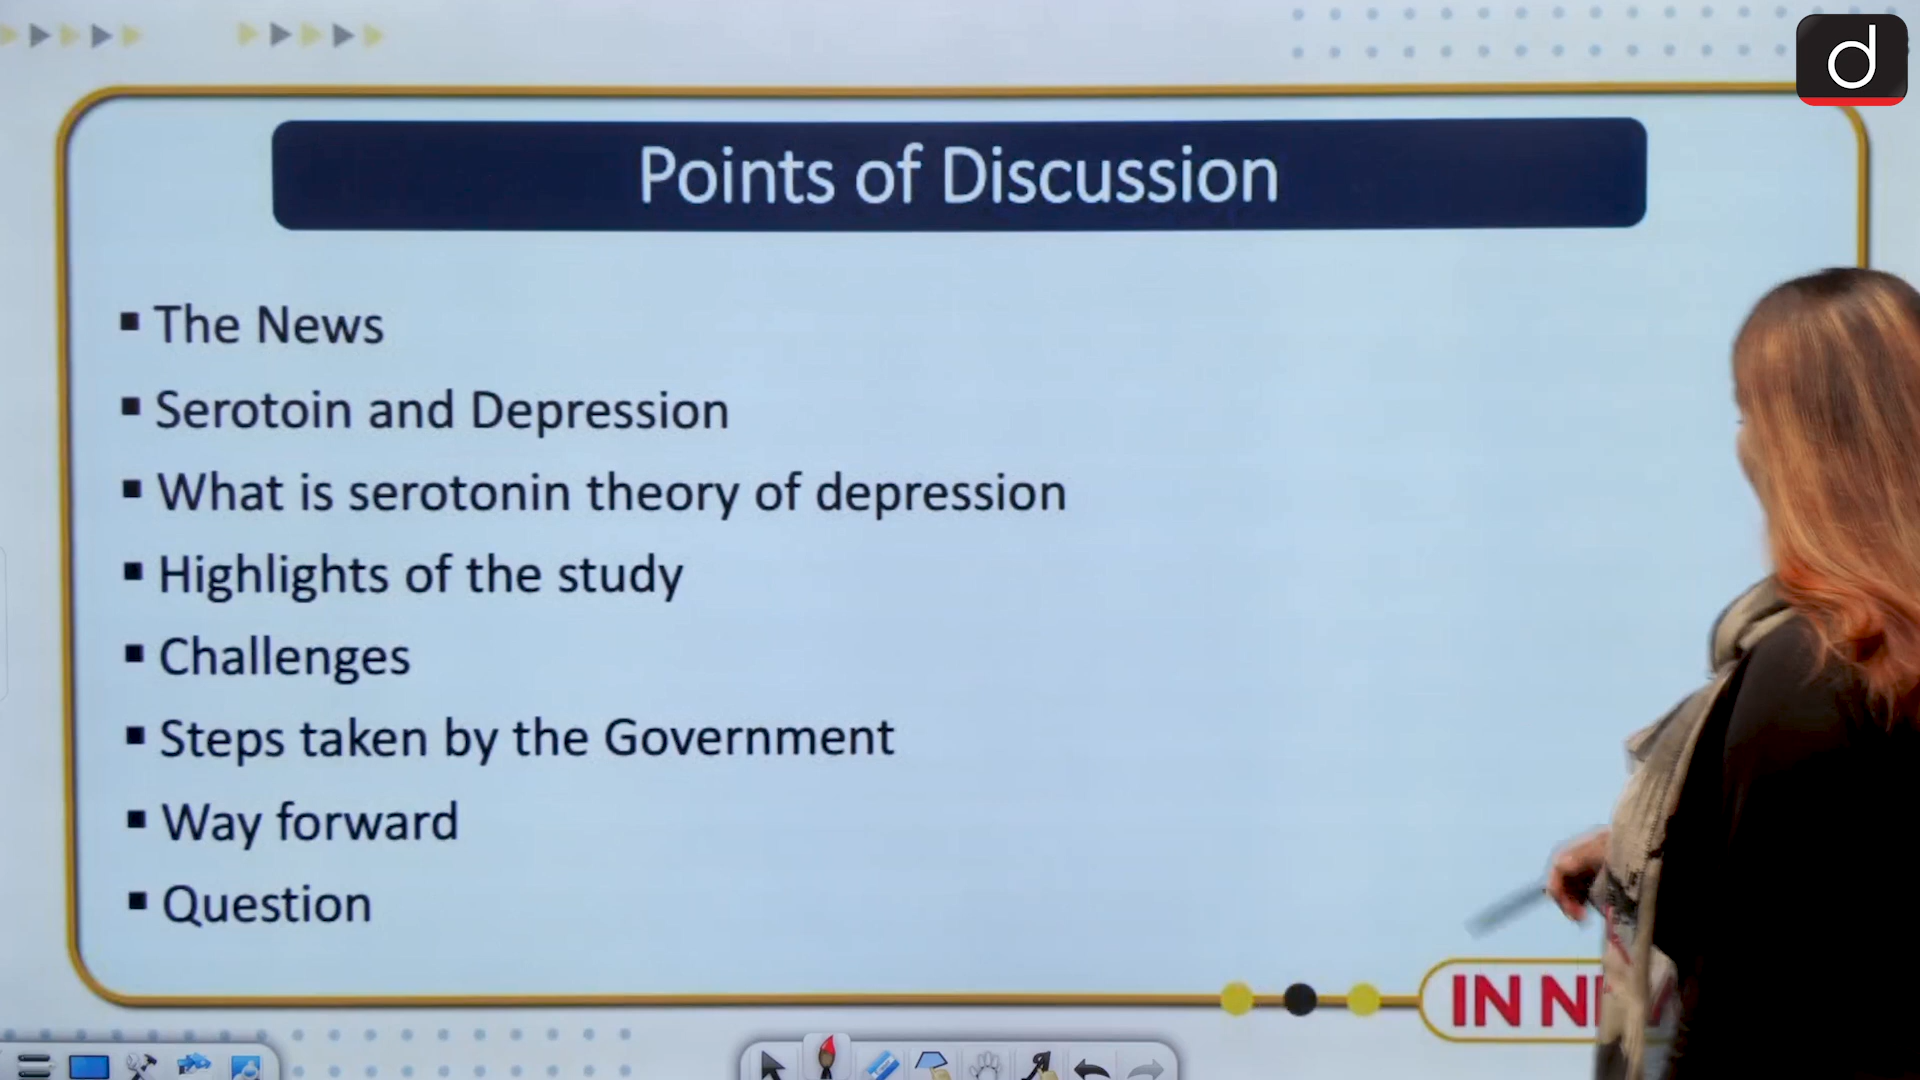 d
Points of Discussion
▪ The News
▪ Serotoin and Depression
▪ What is serotonin theory of depression
▪ Highlights of the study
▪ Challenges
▪ Steps taken by the Government
▪ Way forward
▪ Question
IN